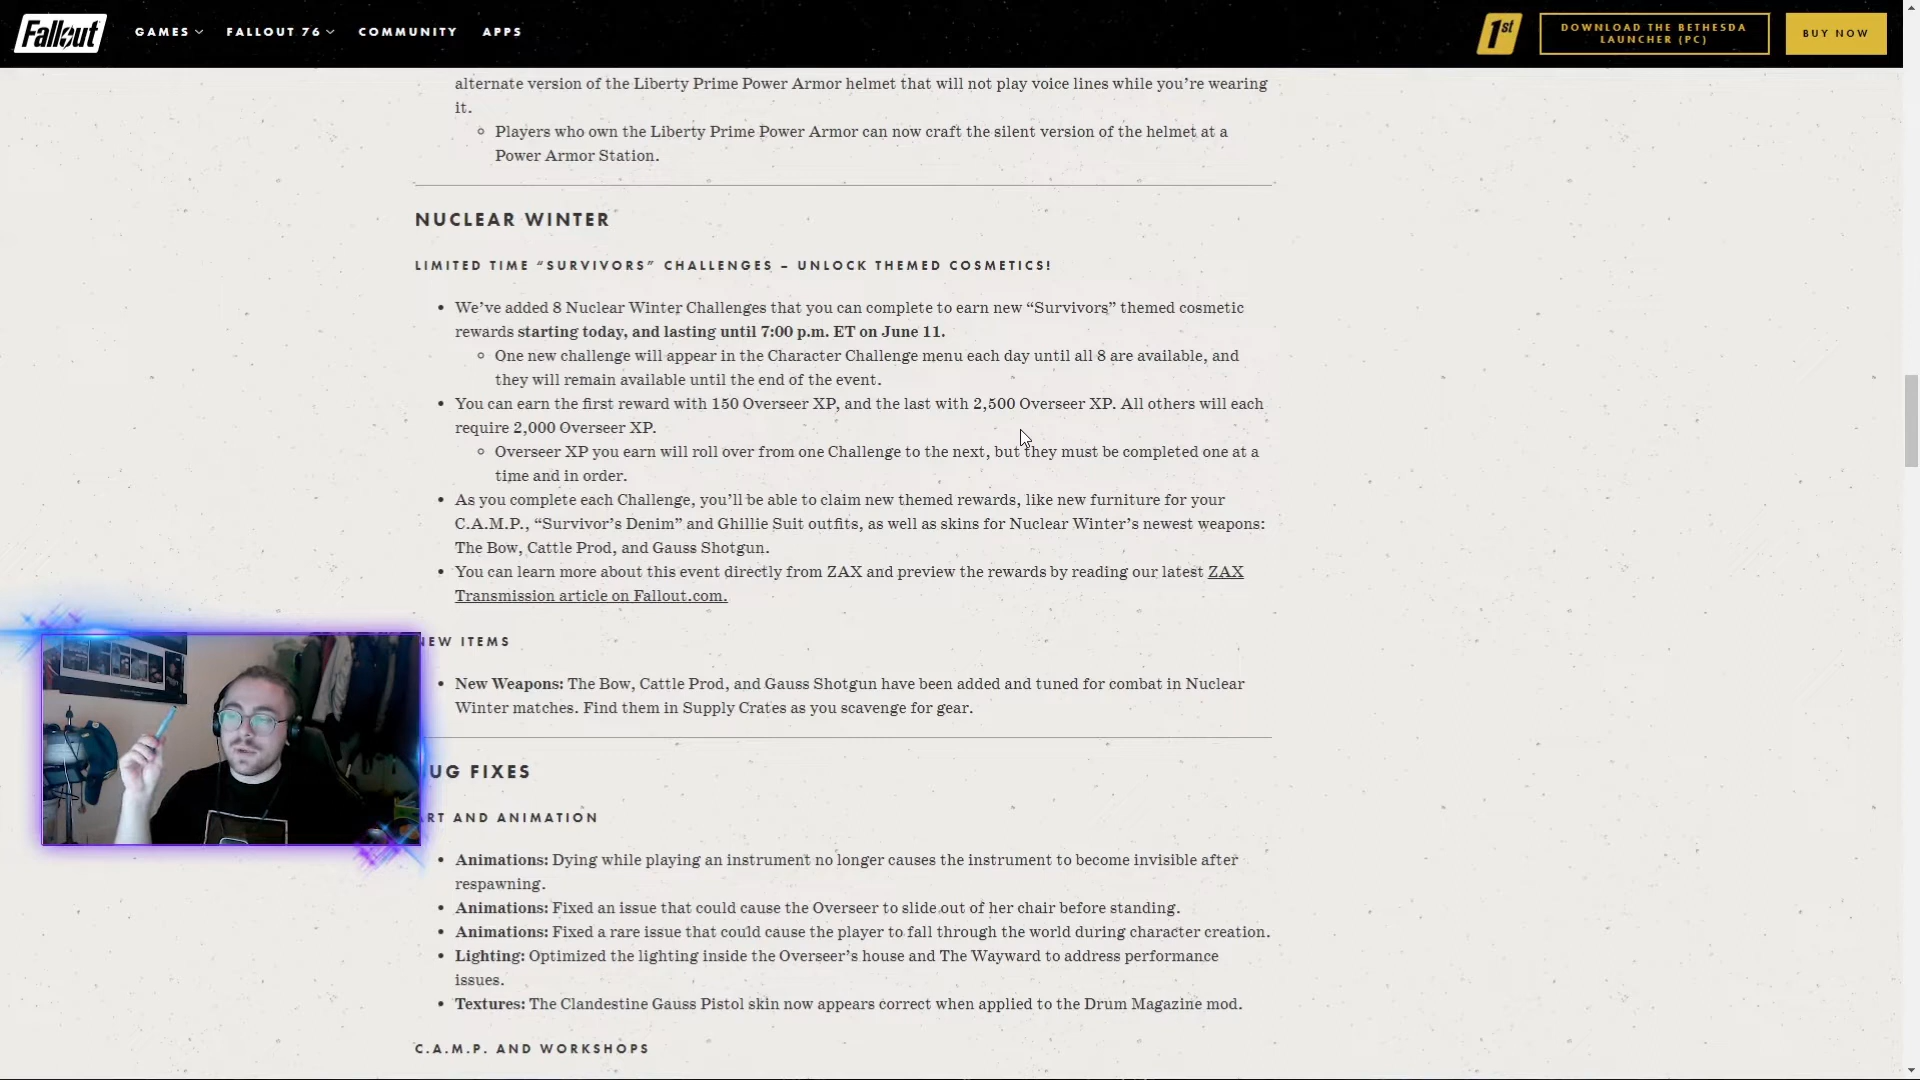 Fallout
GAMES
FALLOUT 76
COMMUNITY
APPS
1st
DOWNLOAD THE BETHESDA
LAUNCHER (PC)
BUY NOW
alternate version of the Liberty Prime Power Armor helmet that will not play voice lines while you’re wearing
it.
Players who own the Liberty Prime Power Armor can now craft the silent version of the helmet at a
Power Armor Station.
NUCLEAR WINTER
LIMITED TIME “SURVIVORS” CHALLENGES – UNLOCK THEMED COSMETICS!
We’ve added 8 Nuclear Winter Challenges that you can complete to earn new “Survivors” themed cosmetic
rewards starting today, and lasting until 7:00 p.m. ET on June 11.
One new challenge will appear in the Character Challenge menu each day until all 8 are available, and
they will remain available until the end of the event.
You can earn the first reward with 150 Overseer XP, and the last with 2,500 Overseer XP. All others will each
require 2,000 Overseer XP.
Overseer XP you earn will roll over from one Challenge to the next, but they must be completed one at a
time and in order.
As you complete each Challenge, you’ll be able to claim new themed rewards, like new furniture for your
C.A.M.P., “Survivor’s Denim” and Ghillie Suit outfits, as well as skins for Nuclear Winter’s newest weapons:
The Bow, Cattle Prod, and Gauss Shotgun.
You can learn more about this event directly from ZAX and preview the rewards by reading our latest ZAX
Transmission article on Fallout.com.
EW ITEMS
New Weapons: The Bow, Cattle Prod, and Gauss Shotgun have been added and tuned for combat in Nuclear
Winter matches. Find them in Supply Crates as you scavenge for gear.
UG FIXES
RT AND ANIMATION
Animations: Dying while playing an instrument no longer causes the instrument to become invisible after
respawning.
Animations: Fixed an issue that could cause the Overseer to slide out of her chair before standing.
Animations: Fixed a rare issue that could cause the player to fall through the world during character creation.
Lighting: Optimized the lighting inside the Overseer’s house and The Wayward to address performance
issues.
Textures: The Clandestine Gauss Pistol skin now appears correct when applied to the Drum Magazine mod.
C.A.M.P. AND WORKSHOPS